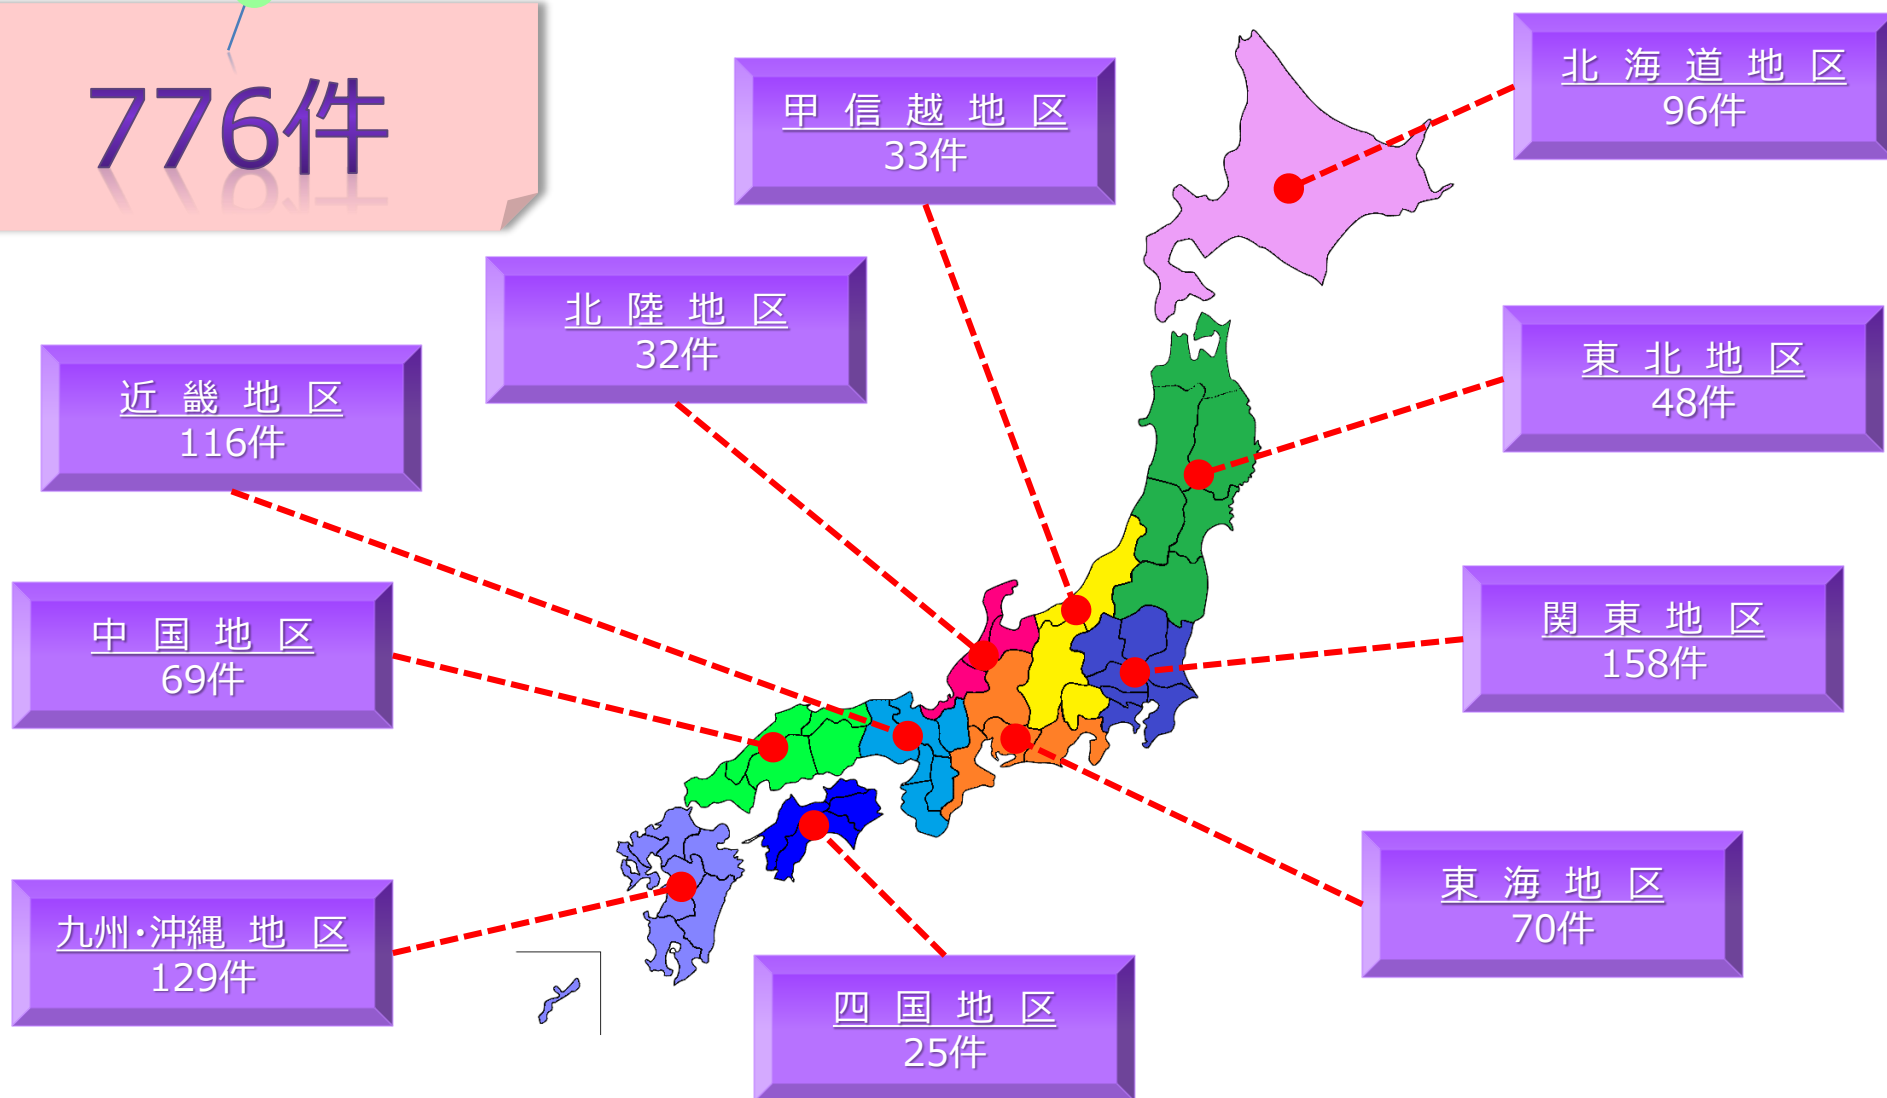 776件
甲信越地区
33件
北海道地区
96件
北陸地区
32件
東北地区
48件
近畿地区
116件
中国地区
69件
関東地区
158件
東海地区
70件
九州・沖縄地区
129件
四国地区
25件